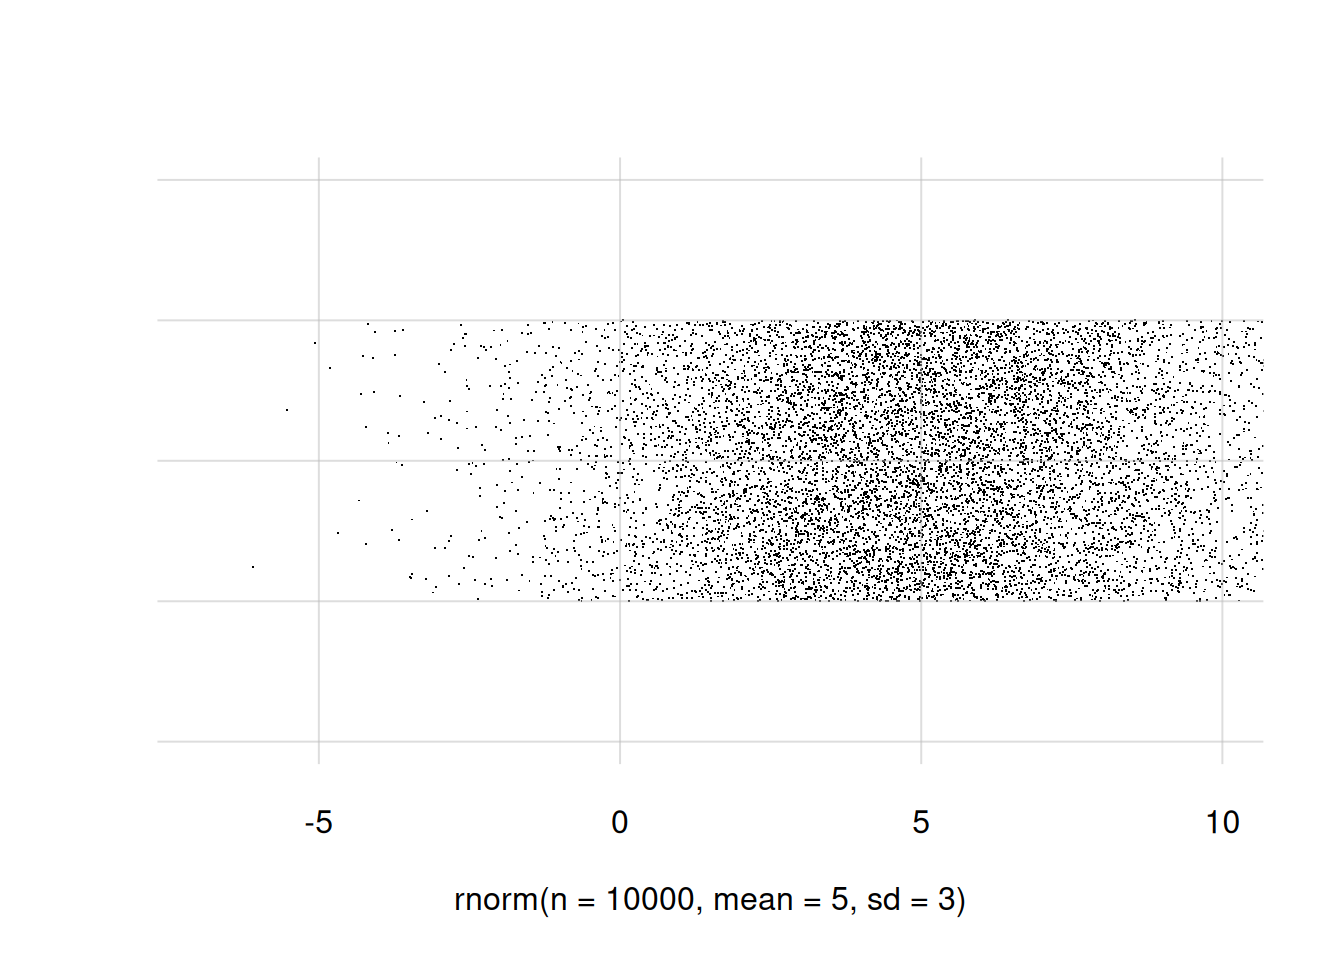 -5 0 5 10
rnorm(n = 10000, mean = 5, sd = 3)